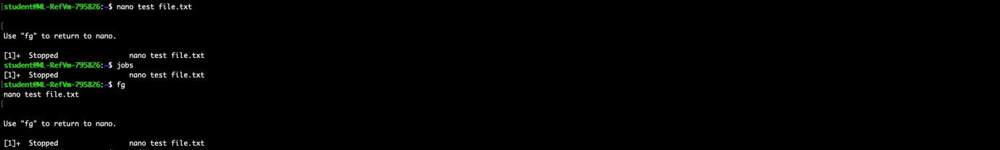 student@ML-RefVm-795826:~$ nano test file.txt
Use "fg" to return to nano.
[1]+  Stopped                 nano test file.txt
student@ML-RefVm-795826:~$ jobs
[1]+  Stopped                 nano test file.txt
student@ML-RefVm-795826:~$ fg
nano test file.txt
Use "fg" to return to nano.
[1]+  Stopped                 nano test file.txt